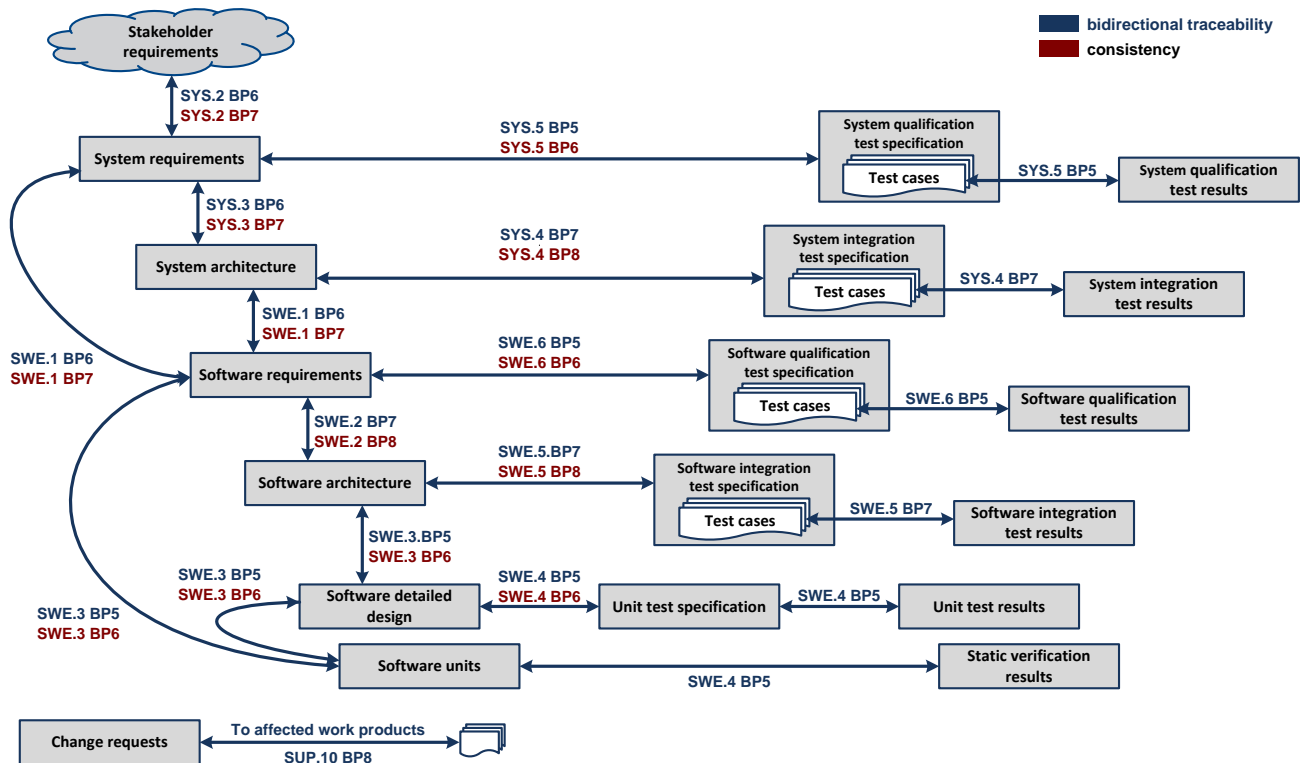 Stakeholder
requirements
bidirectional traceability
consistency
SYS.2 BP6
SYS.2 BP7
System requirements
SYS.5 BP5
SYS.5 BP6
System qualification
test specification
Test cases
SYS.5 BP5
System qualification
test results
SYS.3 BP6
SYS.3 BP7
System architecture
SYS.4 BP7
SYS.4 BP8
System integration
test specification
Test cases
SYS.4 BP7
System integration
test results
SWE.1 BP6
SWE.1 BP7
SWE.1 BP6
SWE.1 BP7
Software requirements
SWE.6 BP5
SWE.6 BP6
Software qualification
test specification
Test cases
SWE.6 BP5
Software qualification
test results
SWE.2 BP7
SWE.2 BP8
Software architecture
SWE.5.BP7
SWE.5 BP8
Software integration
test specification
Test cases
SWE.5 BP7
Software integration
test results
SWE.3.BP5
SWE.3 BP6
SWE.3 BP5
SWE.3 BP6
Software detailed
design
SWE.4 BP5
SWE.4 BP6
Unit test specification
SWE.4 BP5
Unit test results
SWE.3 BP5
SWE.3 BP6
Software units
SWE.4 BP5
Static verification
results
Change requests
To affected work products
SUP.10 BP8